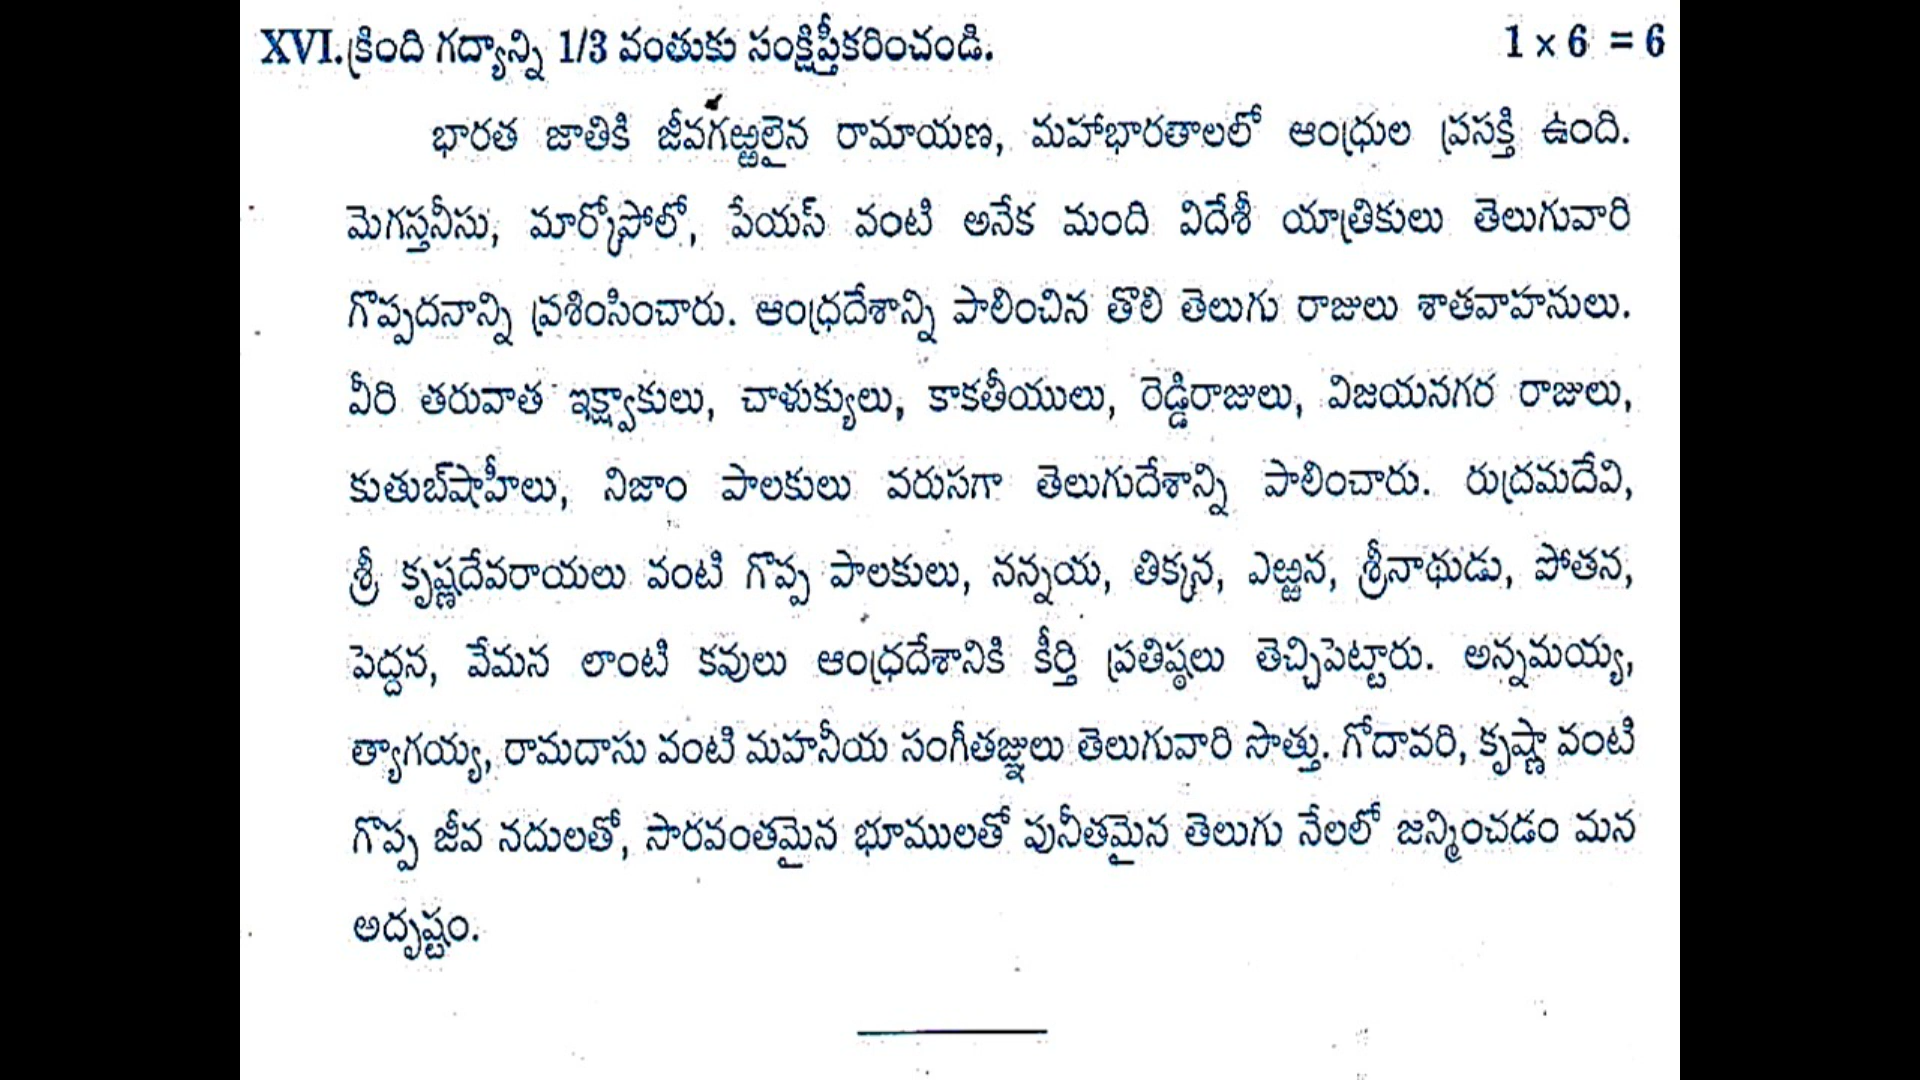 XVI. క్రింది గద్యాన్ని 1/3 వంతుకు సంక్షిప్తీకరించండి. 1 × 6 = 6
భారత జాతికి జీవగఱ్ఱలైన రామాయణ, మహాభారతాలలో ఆంధ్రుల ప్రసక్తి ఉంది.
మెగస్తనీసు, మార్కోపోలో, పేయస్ వంటి అనేక మంది విదేశీ యాత్రికులు తెలుగువారి
గొప్పదనాన్ని ప్రశింసించారు. ఆంధ్రదేశాన్ని పాలించిన తొలి తెలుగు రాజులు శాతవాహనులు.
వీరి తరువాత ఇక్ష్వాకులు, చాళుక్యులు, కాకతీయులు, రెడ్డిరాజులు, విజయనగర రాజులు,
కుతుబ్‌షాహీలు, నిజాం పాలకులు వరుసగా తెలుగుదేశాన్ని పాలించారు. రుద్రమదేవి,
శ్రీ కృష్ణదేవరాయలు వంటి గొప్ప పాలకులు, నన్నయ, తిక్కన, ఎఱ్ఱన, శ్రీనాథుడు, పోతన,
పెద్దన, వేమన లాంటి కవులు ఆంధ్రదేశానికి కీర్తి ప్రతిష్ఠలు తెచ్చిపెట్టారు. అన్నమయ్య,
త్యాగయ్య, రామదాసు వంటి మహనీయ సంగీతజ్ఞులు తెలుగువారి సొత్తు. గోదావరి, కృష్ణా వంటి
గొప్ప జీవ నదులతో, సారవంతమైన భూములతో పునీతమైన తెలుగు నేలలో జన్మించడం మన
అదృష్టం.